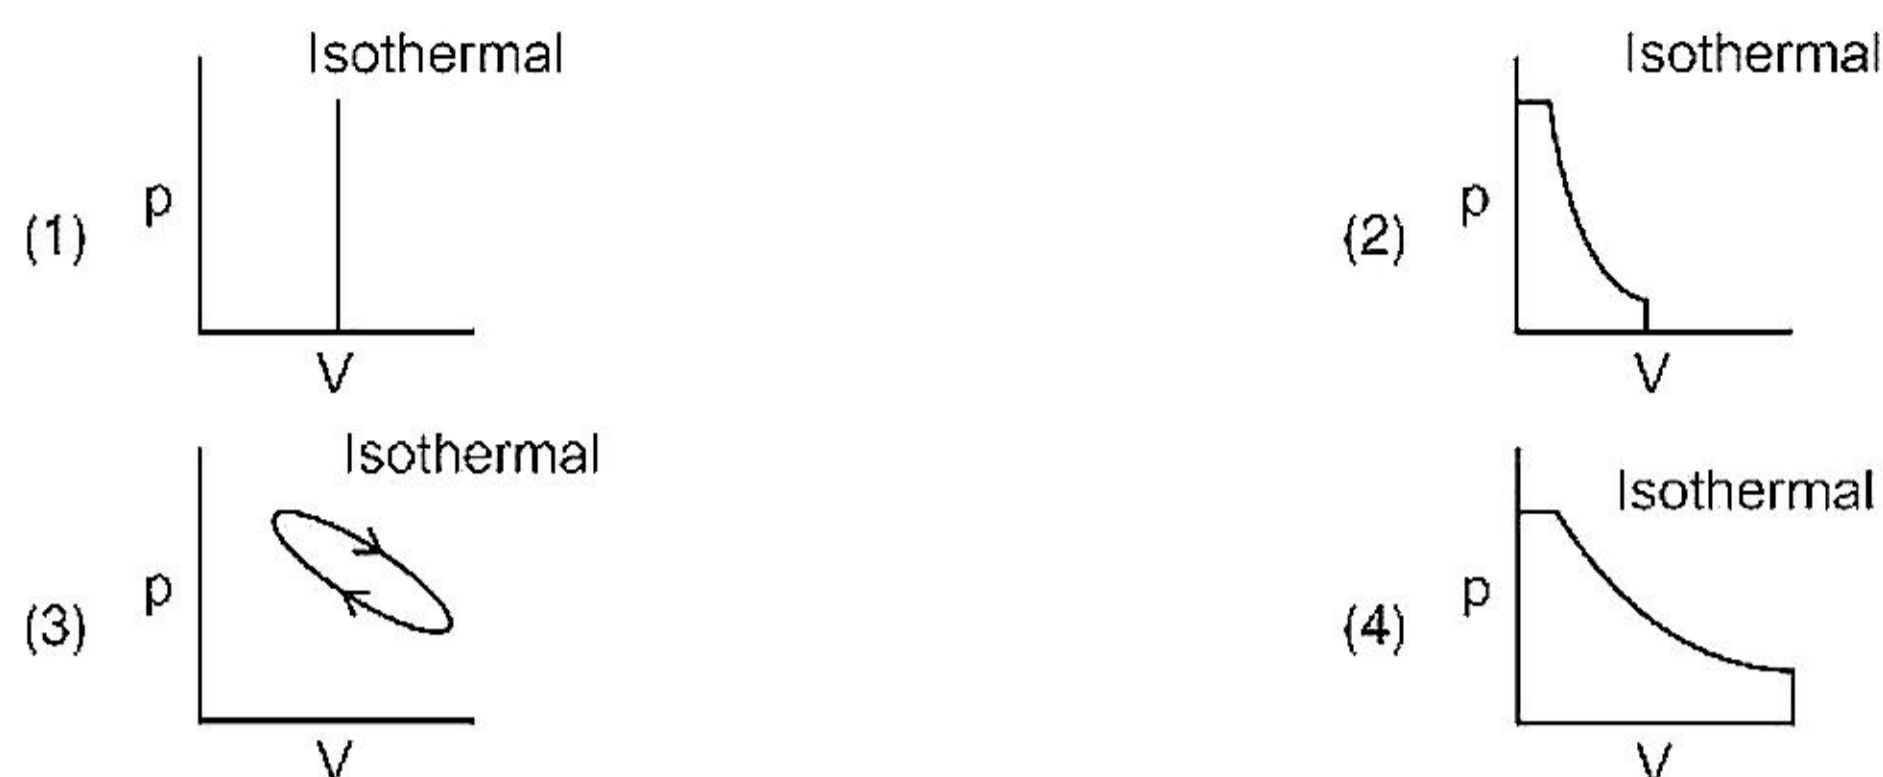 Isothermal
p
(1)
V
Isothermal
p
(2)
V
Isothermal
p
(3)
V
Isothermal
p
(4)
V